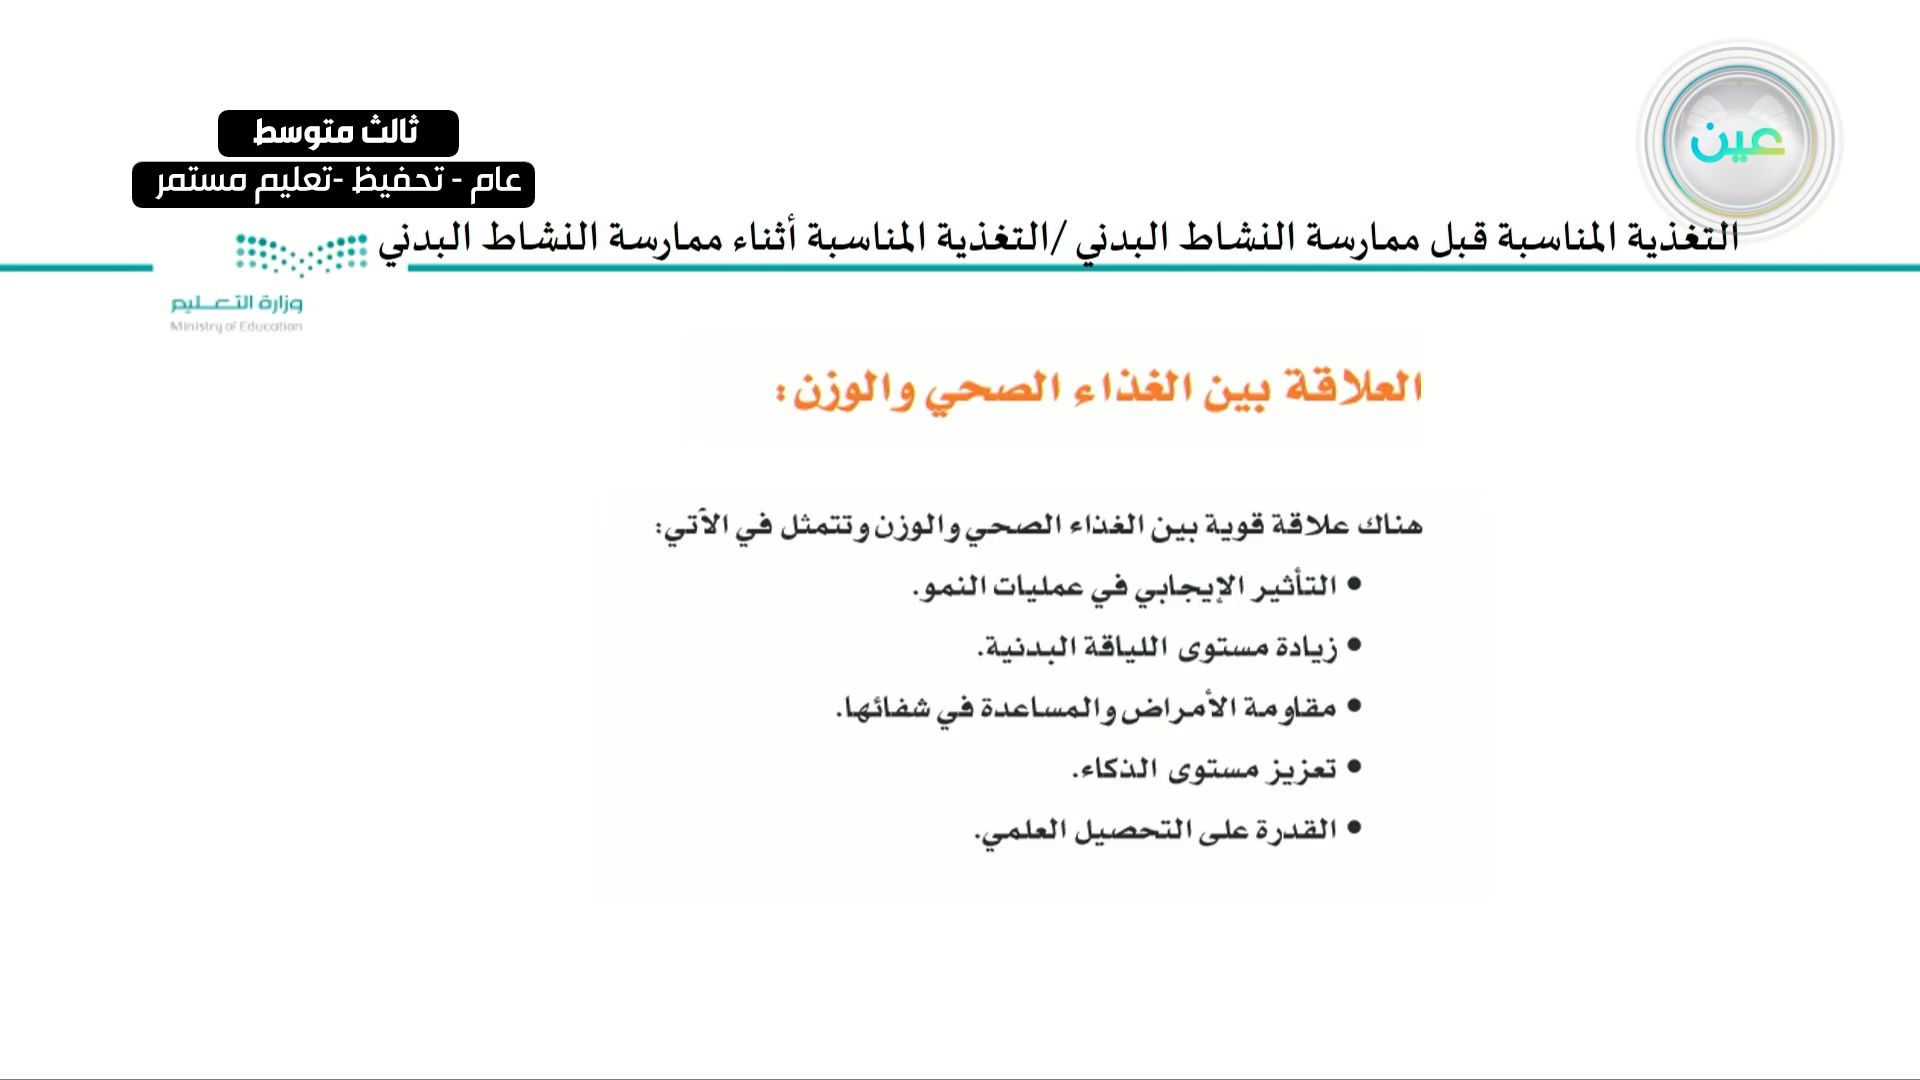 عين
ثالث متوسط
عام - تحفيظ -تعليم مستمر
التغذية المناسبة قبل ممارسة النشاط البدني /التغذية المناسبة أثناء ممارسة النشاط البدني
وزارة التعليم
Ministry of Education
العلاقة بين الغذاء الصحي والوزن:
هناك علاقة قوية بين الغذاء الصحي والوزن وتتمثل في الآتي:
• التأثير الإيجابي في عمليات النمو.
• زيادة مستوى اللياقة البدنية.
• مقاومة الأمراض والمساعدة في شفائها.
• تعزيز مستوى الذكاء.
• القدرة على التحصيل العلمي.